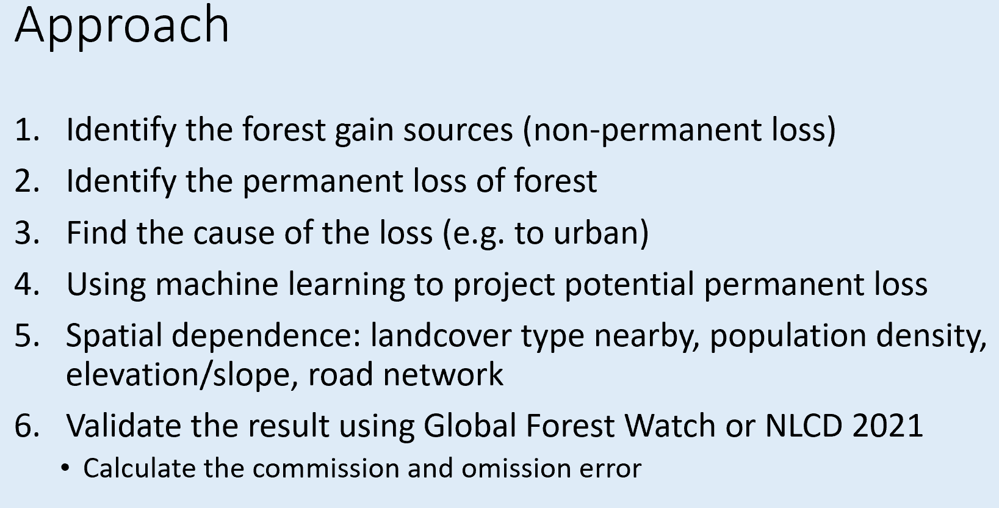 Approach
1. Identify the forest gain sources (non-permanent loss)
2. Identify the permanent loss of forest
3. Find the cause of the loss (e.g. to urban)
4. Using machine learning to project potential permanent loss
5. Spatial dependence: landcover type nearby, population density,
elevation/slope, road network
6. Validate the result using Global Forest Watch or NLCD 2021
• Calculate the commission and omission error